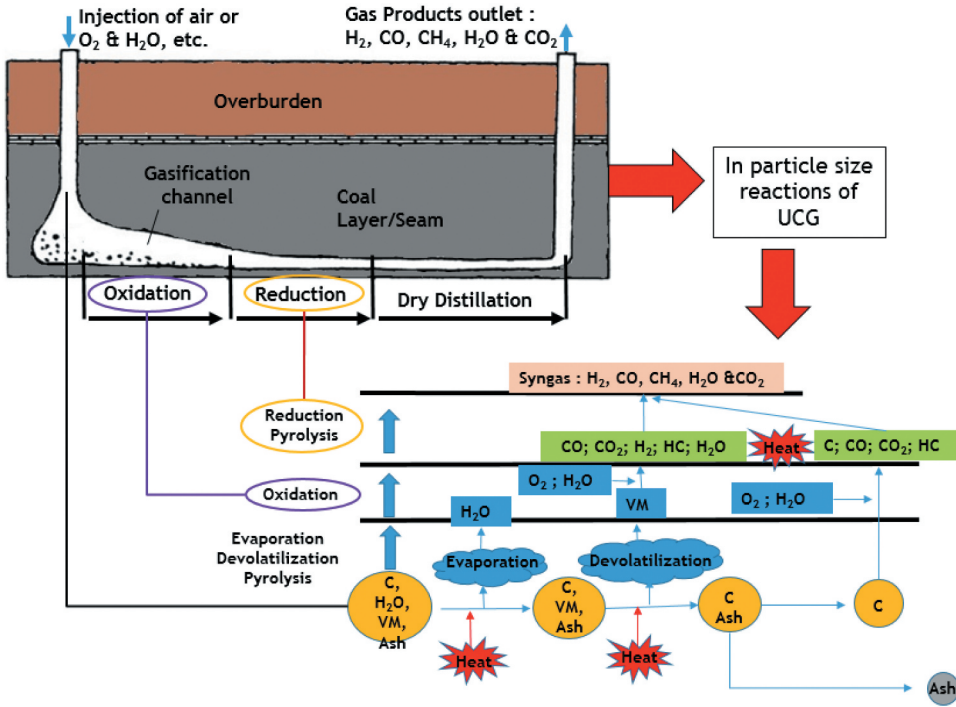 Injection of air or
O₂ & H₂O, etc.
Gas Products outlet :
H₂, CO, CH₄, H₂O & CO₂
Overburden
Gasification
channel
Coal
Layer/Seam
In particle size
reactions of
UCG
Oxidation
Reduction
Dry Distillation
Syngas : H₂, CO, CH₄, H₂O &CO₂
Reduction
Pyrolysis
CO; CO₂; H₂; HC; H₂O
Heat
C; CO; CO₂; HC
Oxidation
O₂ ; H₂O
H₂O
VM
O₂ ; H₂O
Evaporation
Devolatilization
Pyrolysis
Evaporation
Devolatilization
C,
H₂O,
VM,
Ash
C,
VM,
Ash
C
Ash
C
Heat
Heat
Ash